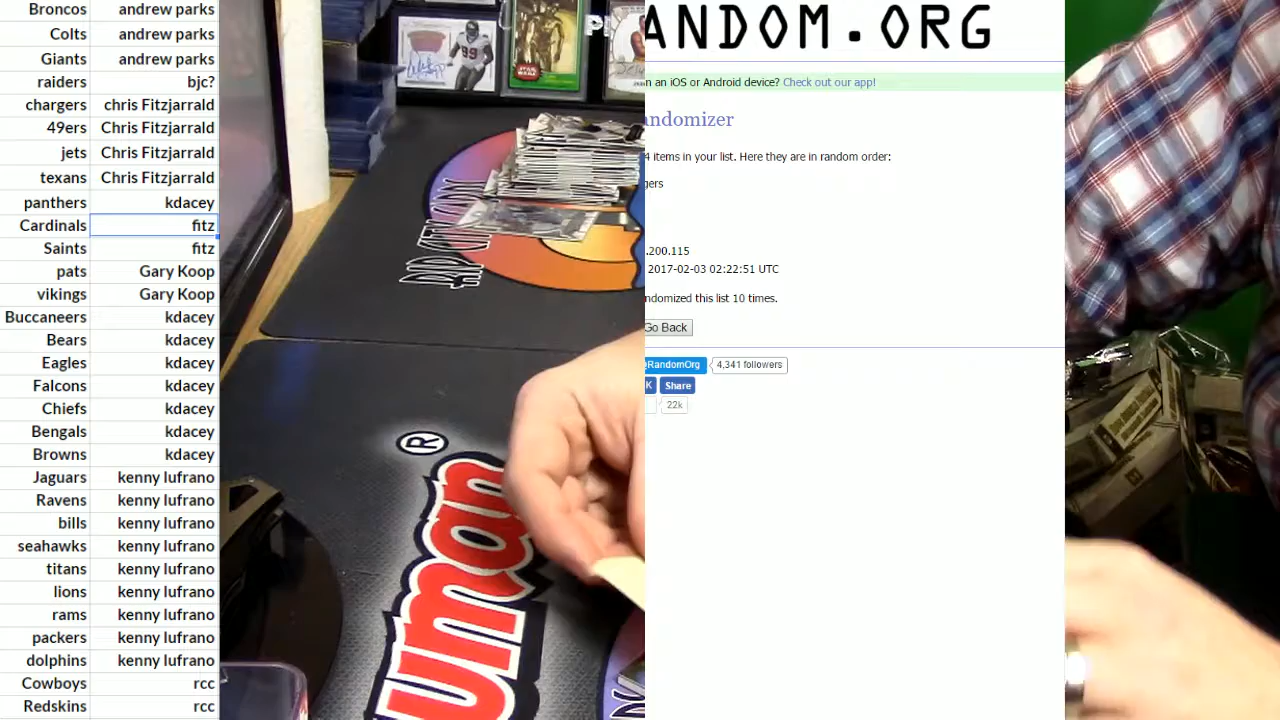 Broncos andrew parks
Colts andrew parks
Giants andrew parks
raiders bjc?
chargers chris Fitzjarrald
49ers Chris Fitzjarrald
jets Chris Fitzjarrald
texans Chris Fitzjarrald
panthers kdacey
Cardinals fitz
Saints fitz
pats Gary Koop
vikings Gary Koop
Buccaneers kdacey
Bears kdacey
Eagles kdacey
Falcons kdacey
Chiefs kdacey
Bengals kdacey
Browns kdacey
Jaguars kenny lufrano
Ravens kenny lufrano
bills kenny lufrano
seahawks kenny lufrano
titans kenny lufrano
lions kenny lufrano
rams kenny lufrano
packers kenny lufrano
dolphins kenny lufrano
Cowboys rcc
Redskins rcc
99
STAR WARS
RIP CITY
uman
®
ANDOM.ORG
n an iOS or Android device? Check out our app!
andomizer
4 items in your list. Here they are in random order:
gers
.200.115
2017-02-03 02:22:51 UTC
ndomized this list 10 times.
Go Back
@RandomOrg 4,341 followers
K Share
22k